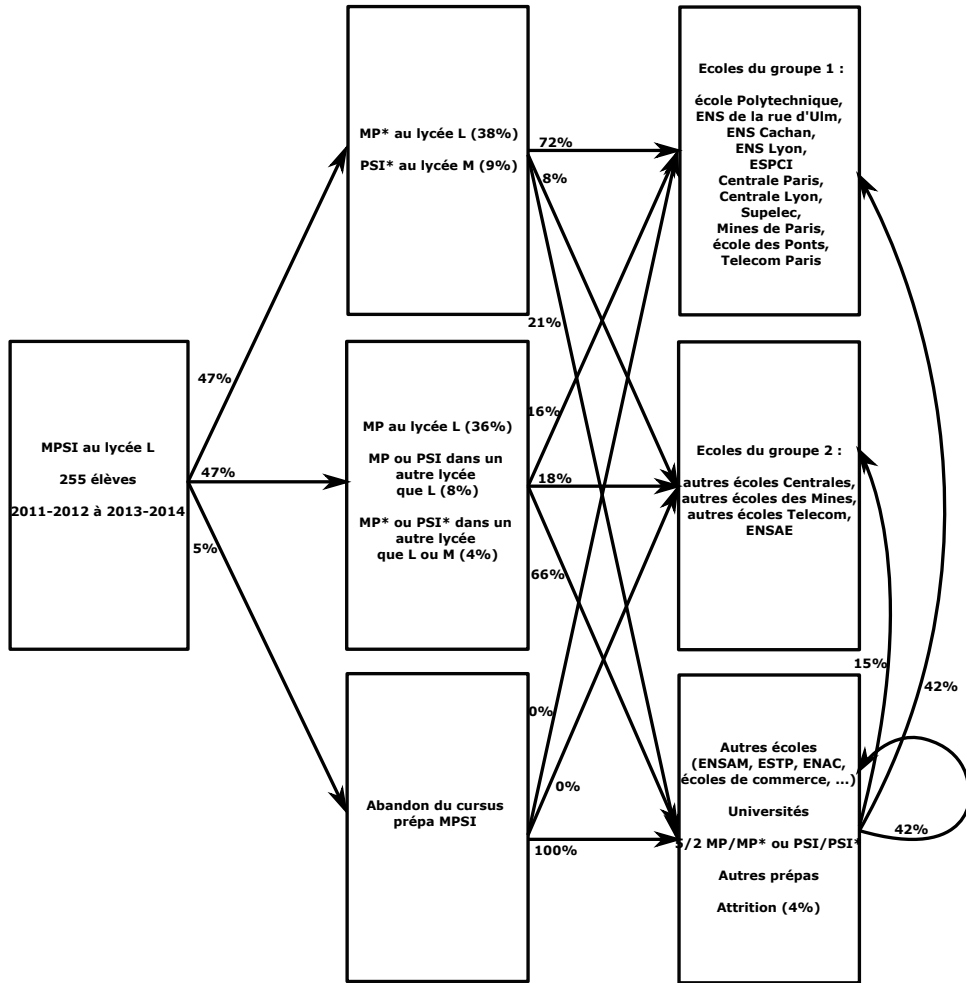 MPSI au lycée L
255 élèves
2011-2012 à 2013-2014
47%
47%
5%
MP* au lycée L (38%)
PSI* au lycée M (9%)
MP au lycée L (36%)
MP ou PSI dans un
autre lycée
que L (8%)
MP* ou PSI* dans un
autre lycée
que L ou M (4%)
Abandon du cursus
prépa MPSI
72%
8%
21%
16%
18%
66%
0%
0%
100%
Ecoles du groupe 1 :
école Polytechnique,
ENS de la rue d'Ulm,
ENS Cachan,
ENS Lyon,
ESPCI
Centrale Paris,
Centrale Lyon,
Supelec,
Mines de Paris,
école des Ponts,
Telecom Paris
Ecoles du groupe 2 :
autres écoles Centrales,
autres écoles des Mines,
autres écoles Telecom,
ENSAE
Autres écoles
(ENSAM, ESTP, ENAC,
écoles de commerce, ...)
Universités
5/2 MP/MP* ou PSI/PSI*
Autres prépas
Attrition (4%)
15%
42%
42%